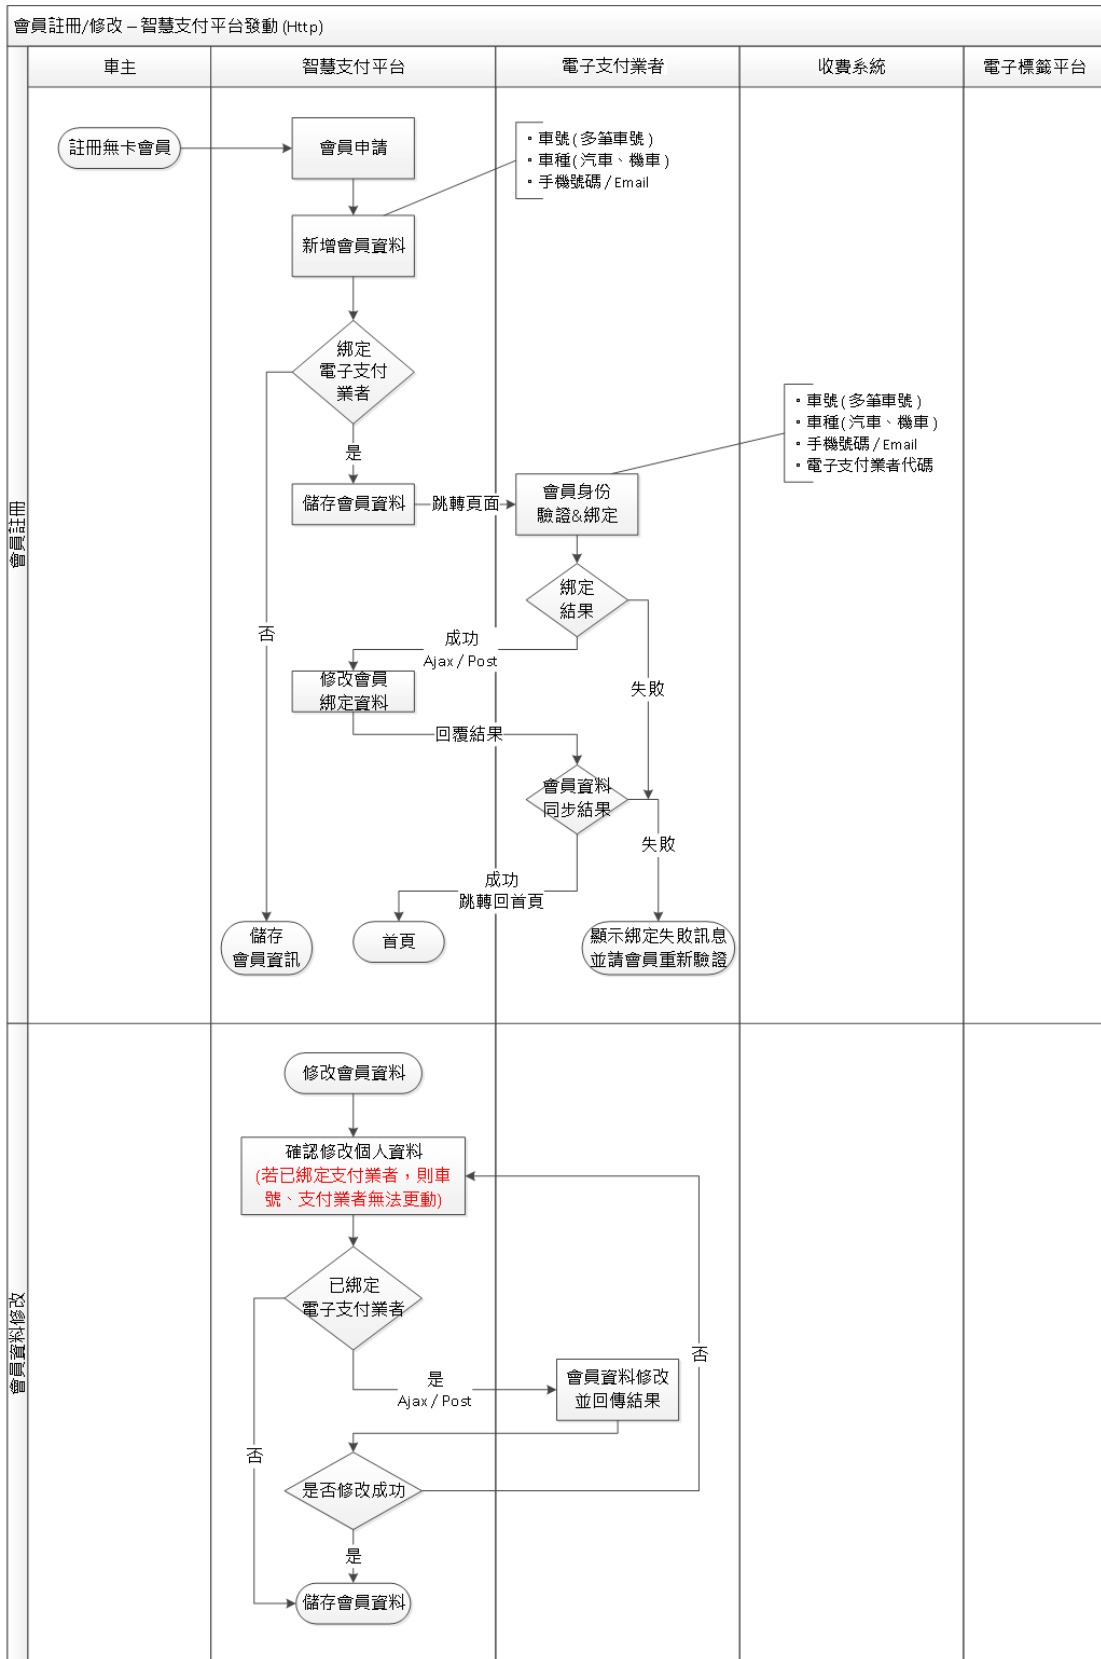 會員註冊/修改 – 智慧支付平台發動 (Http)
車主
智慧支付平台
電子支付業者
收費系統
電子標籤平台
會員註冊
註冊無卡會員
會員申請
▫ 車號 ( 多筆車號 )
▫ 車種 ( 汽車、機車 )
▫ 手機號碼 / Email
新增會員資料
綁定
電子支付
業者
是
否
▫ 車號 ( 多筆車號 )
▫ 車種 ( 汽車、機車 )
▫ 手機號碼 / Email
▫ 電子支付業者代碼
儲存會員資料
跳轉頁面
會員身份
驗證&綁定
綁定
結果
成功
Ajax / Post
失敗
修改會員
綁定資料
回覆結果
會員資料
同步結果
失敗
成功
跳轉回首頁
儲存
會員資訊
首頁
顯示綁定失敗訊息
並請會員重新驗證
會員資料修改
修改會員資料
確認修改個人資料
(若已綁定支付業者，則車
號、支付業者無法更動)
已綁定
電子支付業者
是
Ajax / Post
否
會員資料修改
並回傳結果
否
是否修改成功
是
儲存會員資料